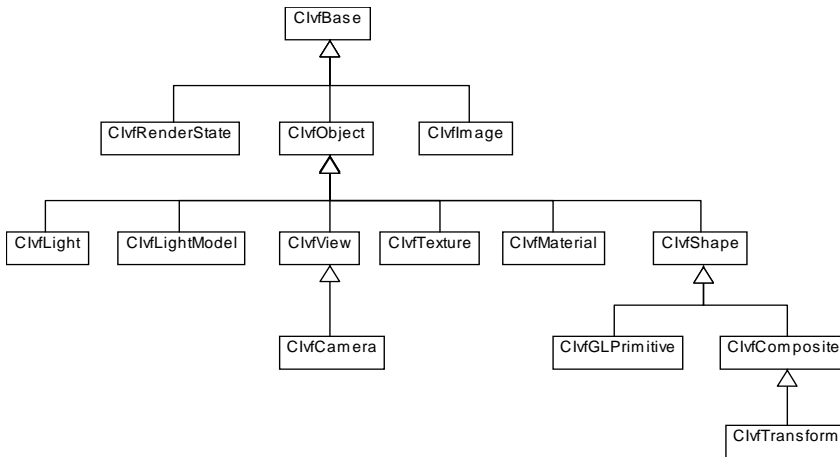 CIvfBase
CIvfRenderState
CIvfObject
CIvfImage
CIvfLight
CIvfLightModel
CIvfView
CIvfTexture
CIvfMaterial
CIvfShape
CIvfCamera
CIvfGLPrimitive
CIvfComposite
CIvfTransform